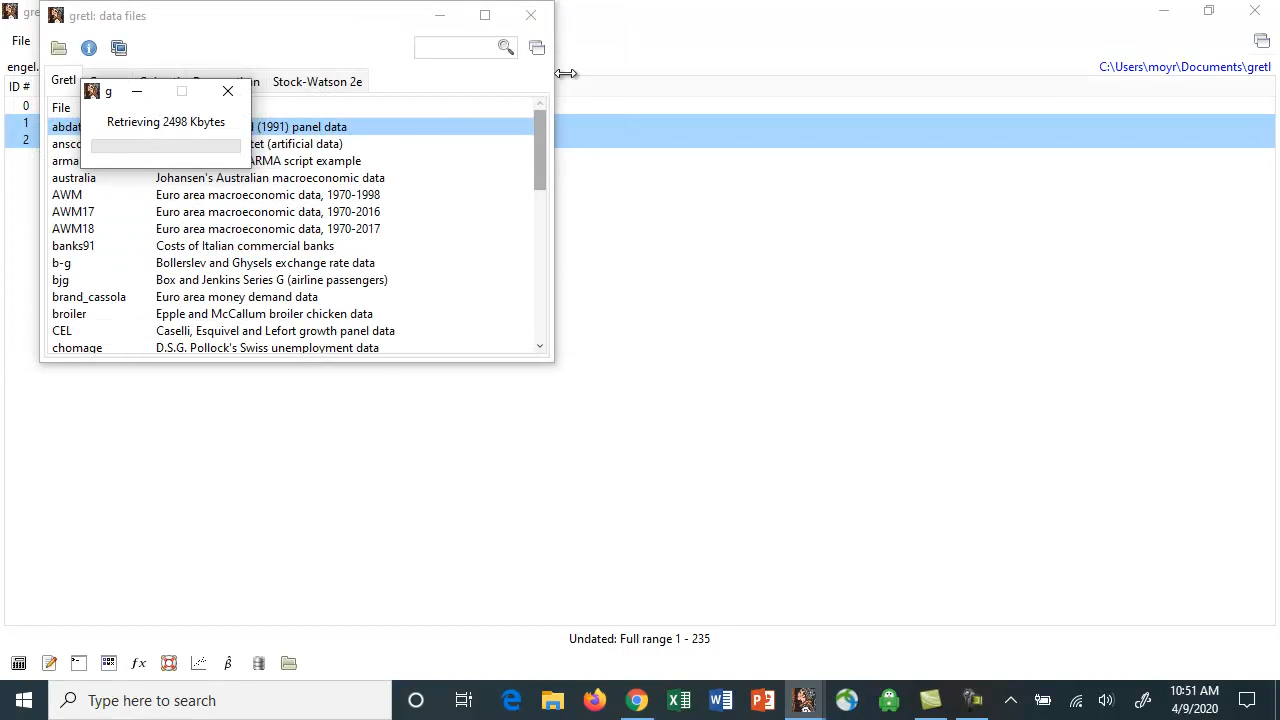 gre
gretl: data files
File
engel.
C:\Users\moyr\Documents\gretl
ID #
0
1
2
Gretl
Stock-Watson 2e
g
Retrieving 2498 Kbytes
File
abdat
(1991) panel data
ansco
tet (artificial data)
arma
ARMA script example
australia Johansen's Australian macroeconomic data
AWM Euro area macroeconomic data, 1970-1998
AWM17 Euro area macroeconomic data, 1970-2016
AWM18 Euro area macroeconomic data, 1970-2017
banks91 Costs of Italian commercial banks
b-g Bollerslev and Ghysels exchange rate data
bjg Box and Jenkins Series G (airline passengers)
brand_cassola Euro area money demand data
broiler Epple and McCallum broiler chicken data
CEL Caselli, Esquivel and Lefort growth panel data
chomage D.S.G. Pollock's Swiss unemployment data
Undated: Full range 1 - 235
fx
β̂
Type here to search
10:51 AM
4/9/2020